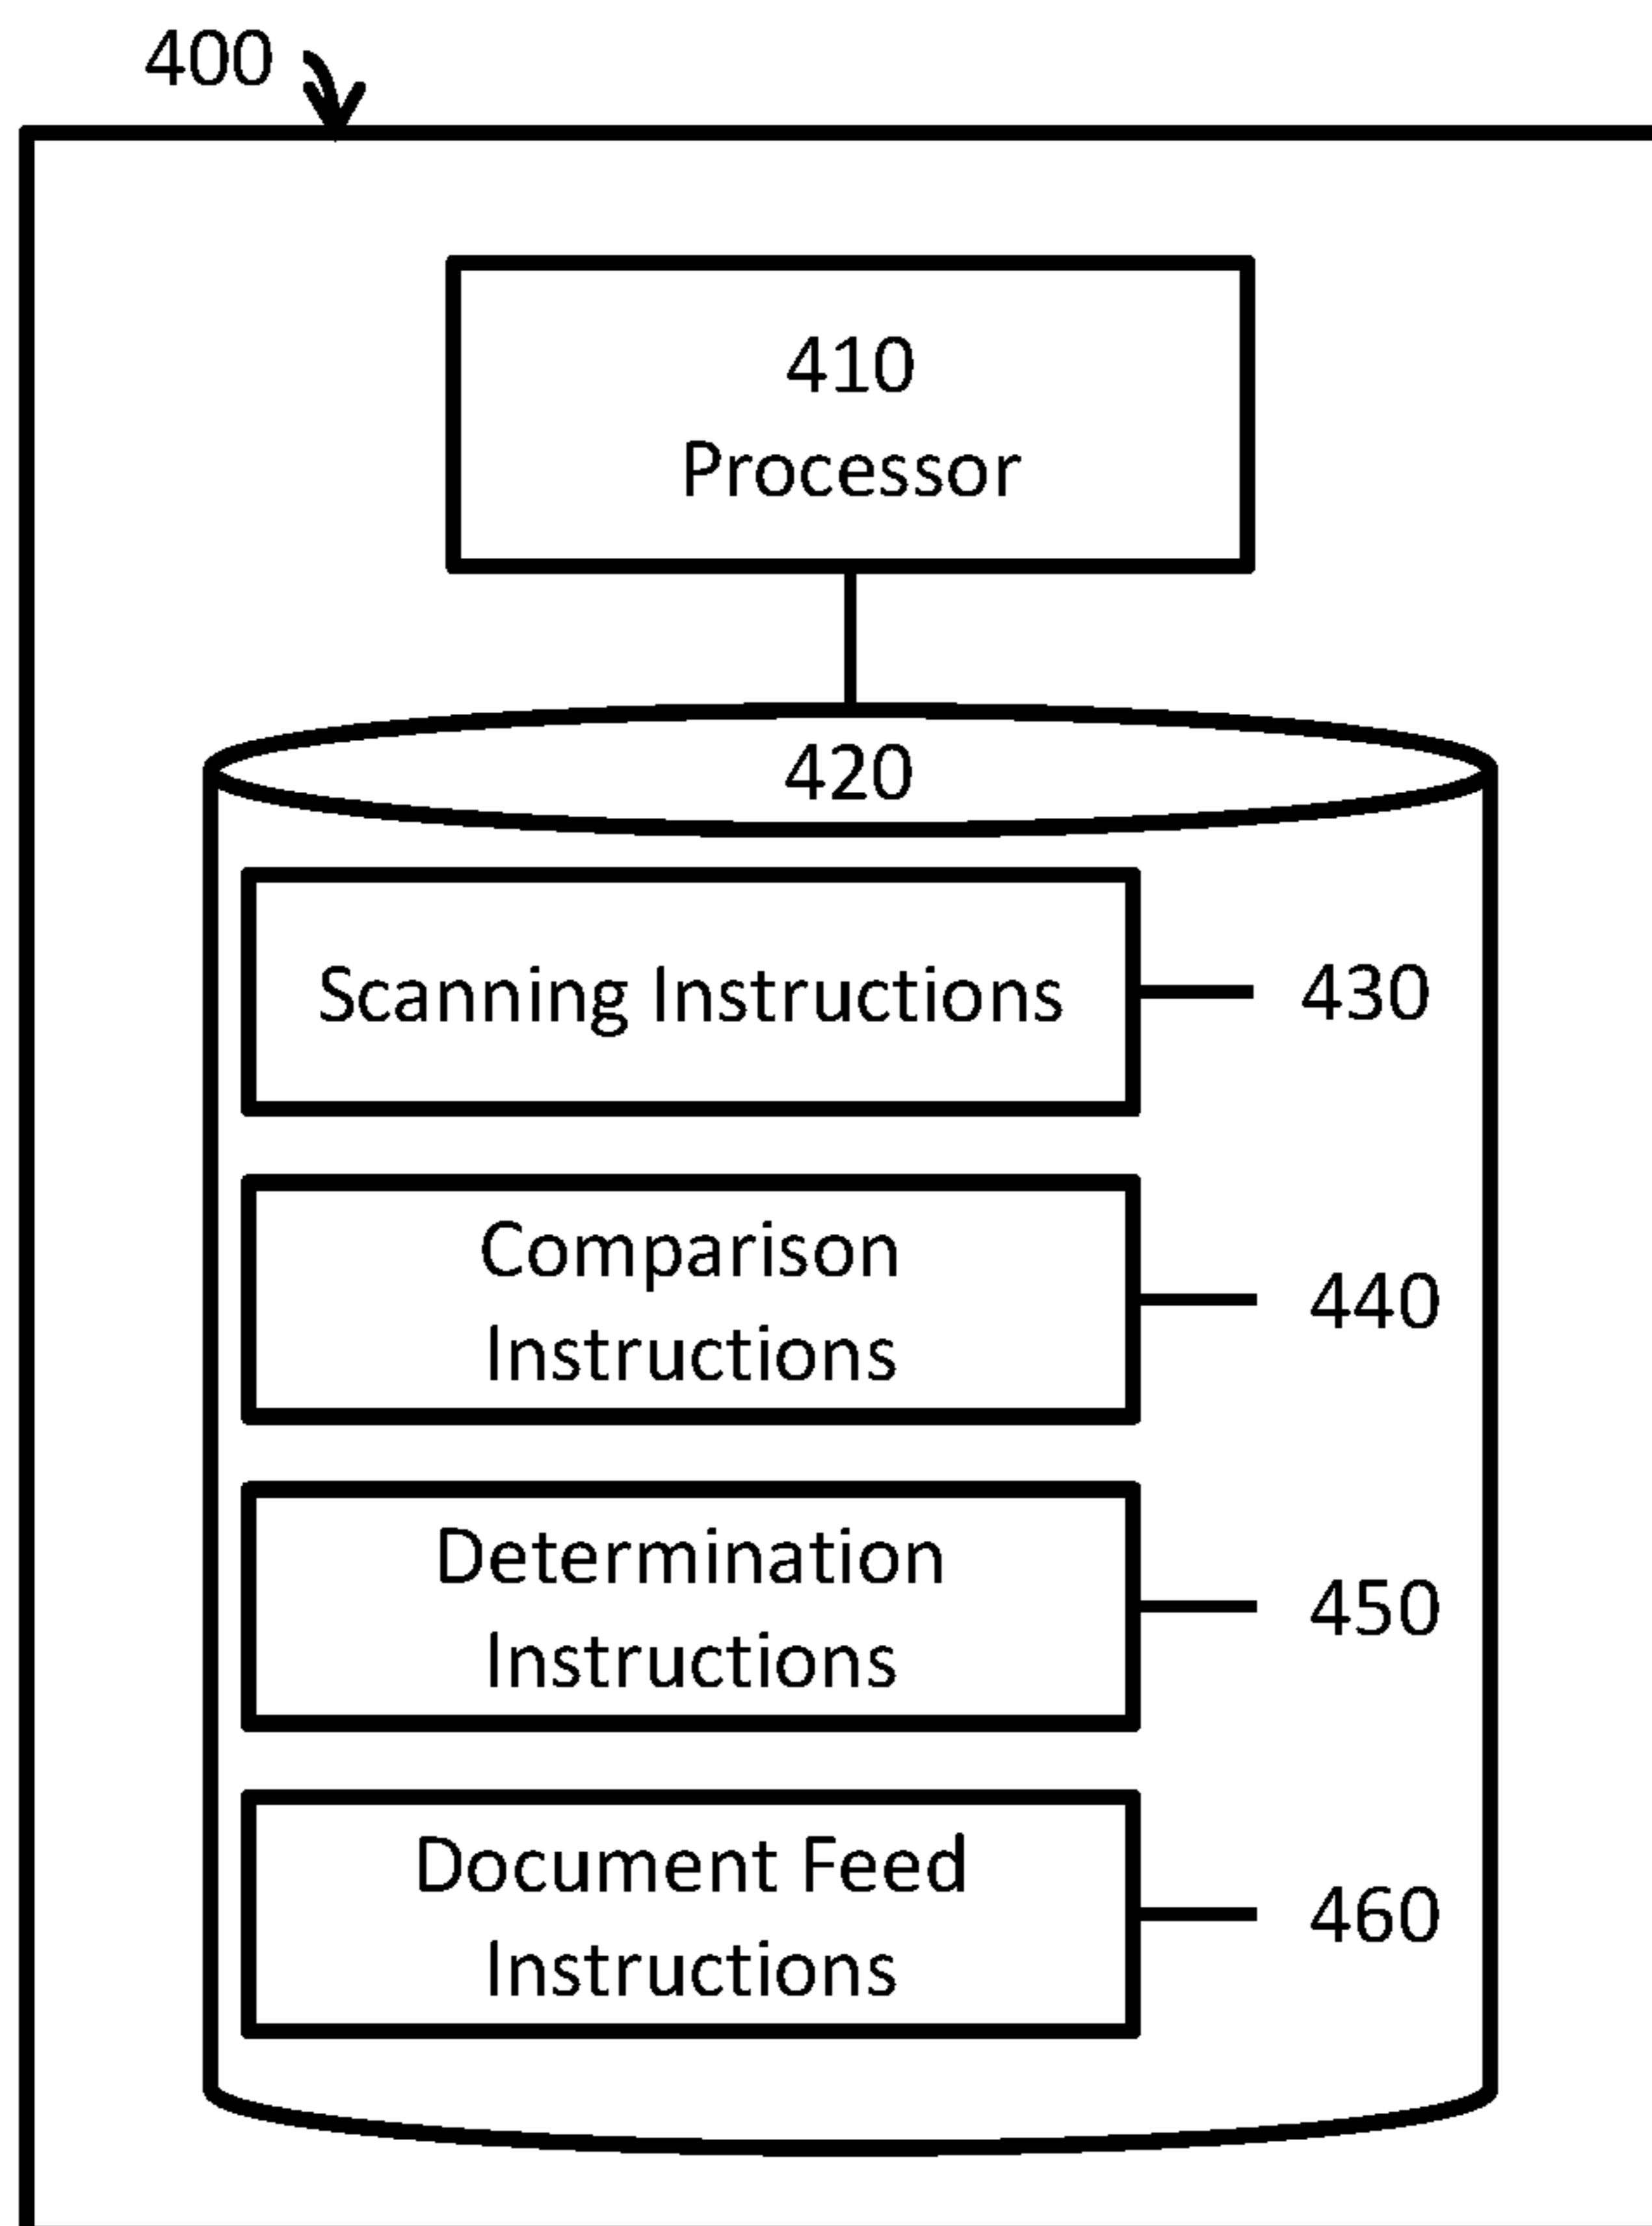 400
410
Processor
420
Scanning Instructions
430
Comparison
Instructions
440
Determination
Instructions
450
Document Feed
Instructions
460